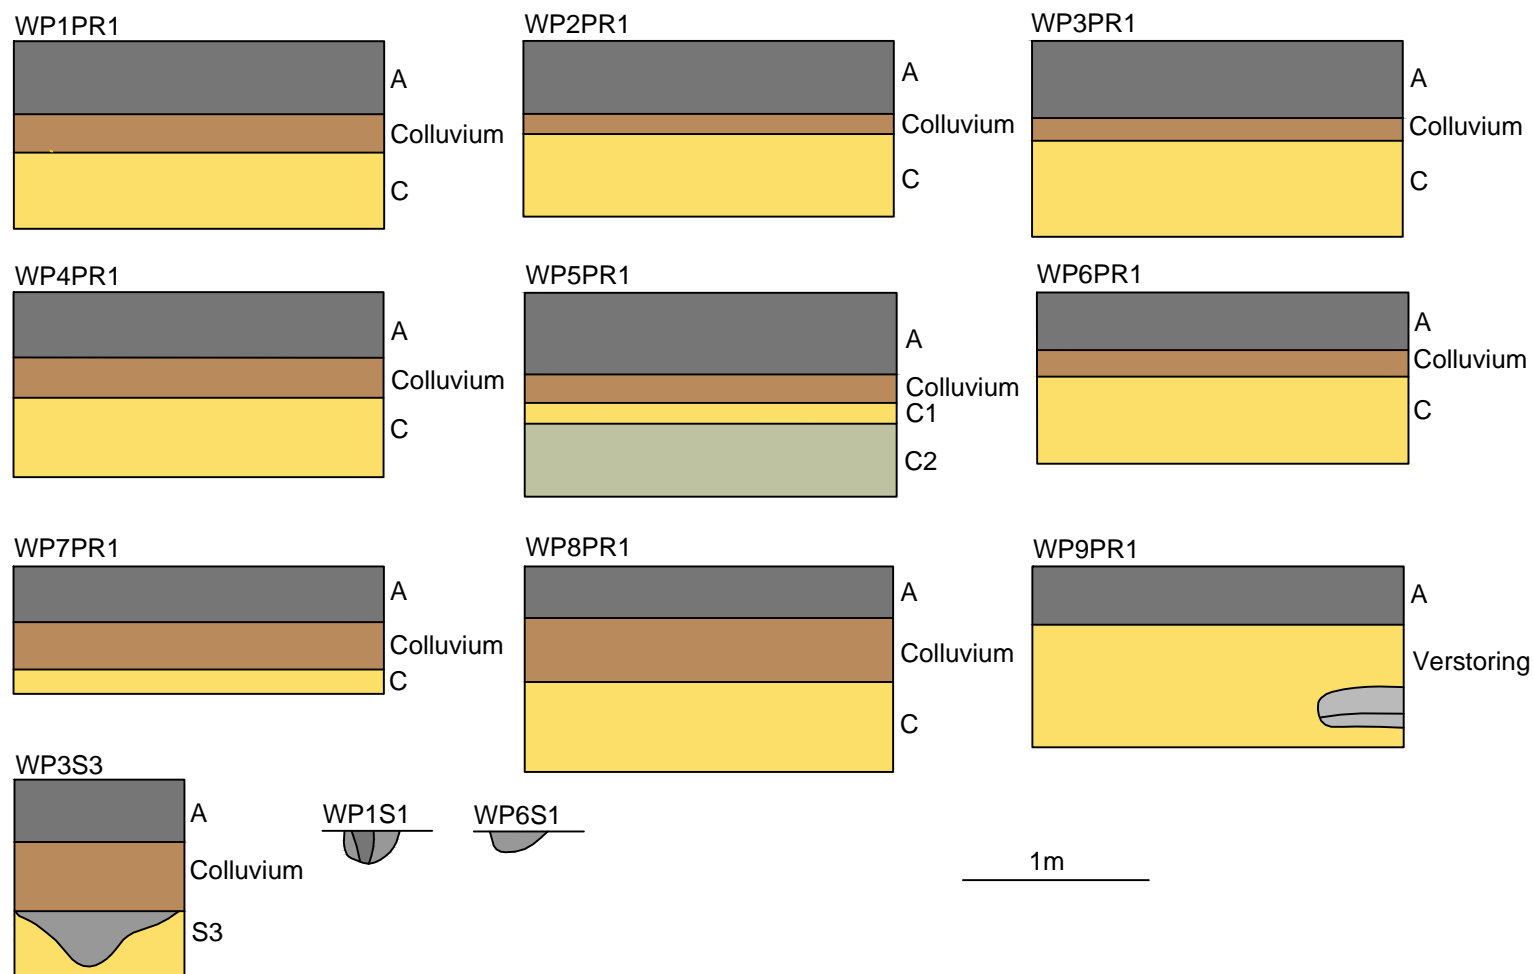 WP1PR1
A
Colluvium
C
WP2PR1
A
Colluvium
C
WP3PR1
A
Colluvium
C
WP4PR1
A
Colluvium
C
WP5PR1
A
Colluvium
C1
C2
WP6PR1
A
Colluvium
C
WP7PR1
A
Colluvium
C
WP8PR1
A
Colluvium
C
WP9PR1
A
Verstoring
WP3S3
A
Colluvium
S3
WP1S1
WP6S1
1m